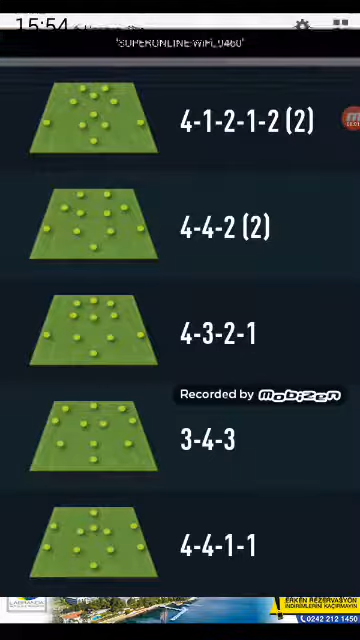 15:54
"SUPERONLINE-WIFI_9460"
4-1-2-1-2 (2)
4-4-2 (2)
4-3-2-1
Recorded by mobizen
3-4-3
4-4-1-1
ERKEN REZERVASYON
İNDİRİMLERİNİ KAÇIRMAYIN
0242 212 1450